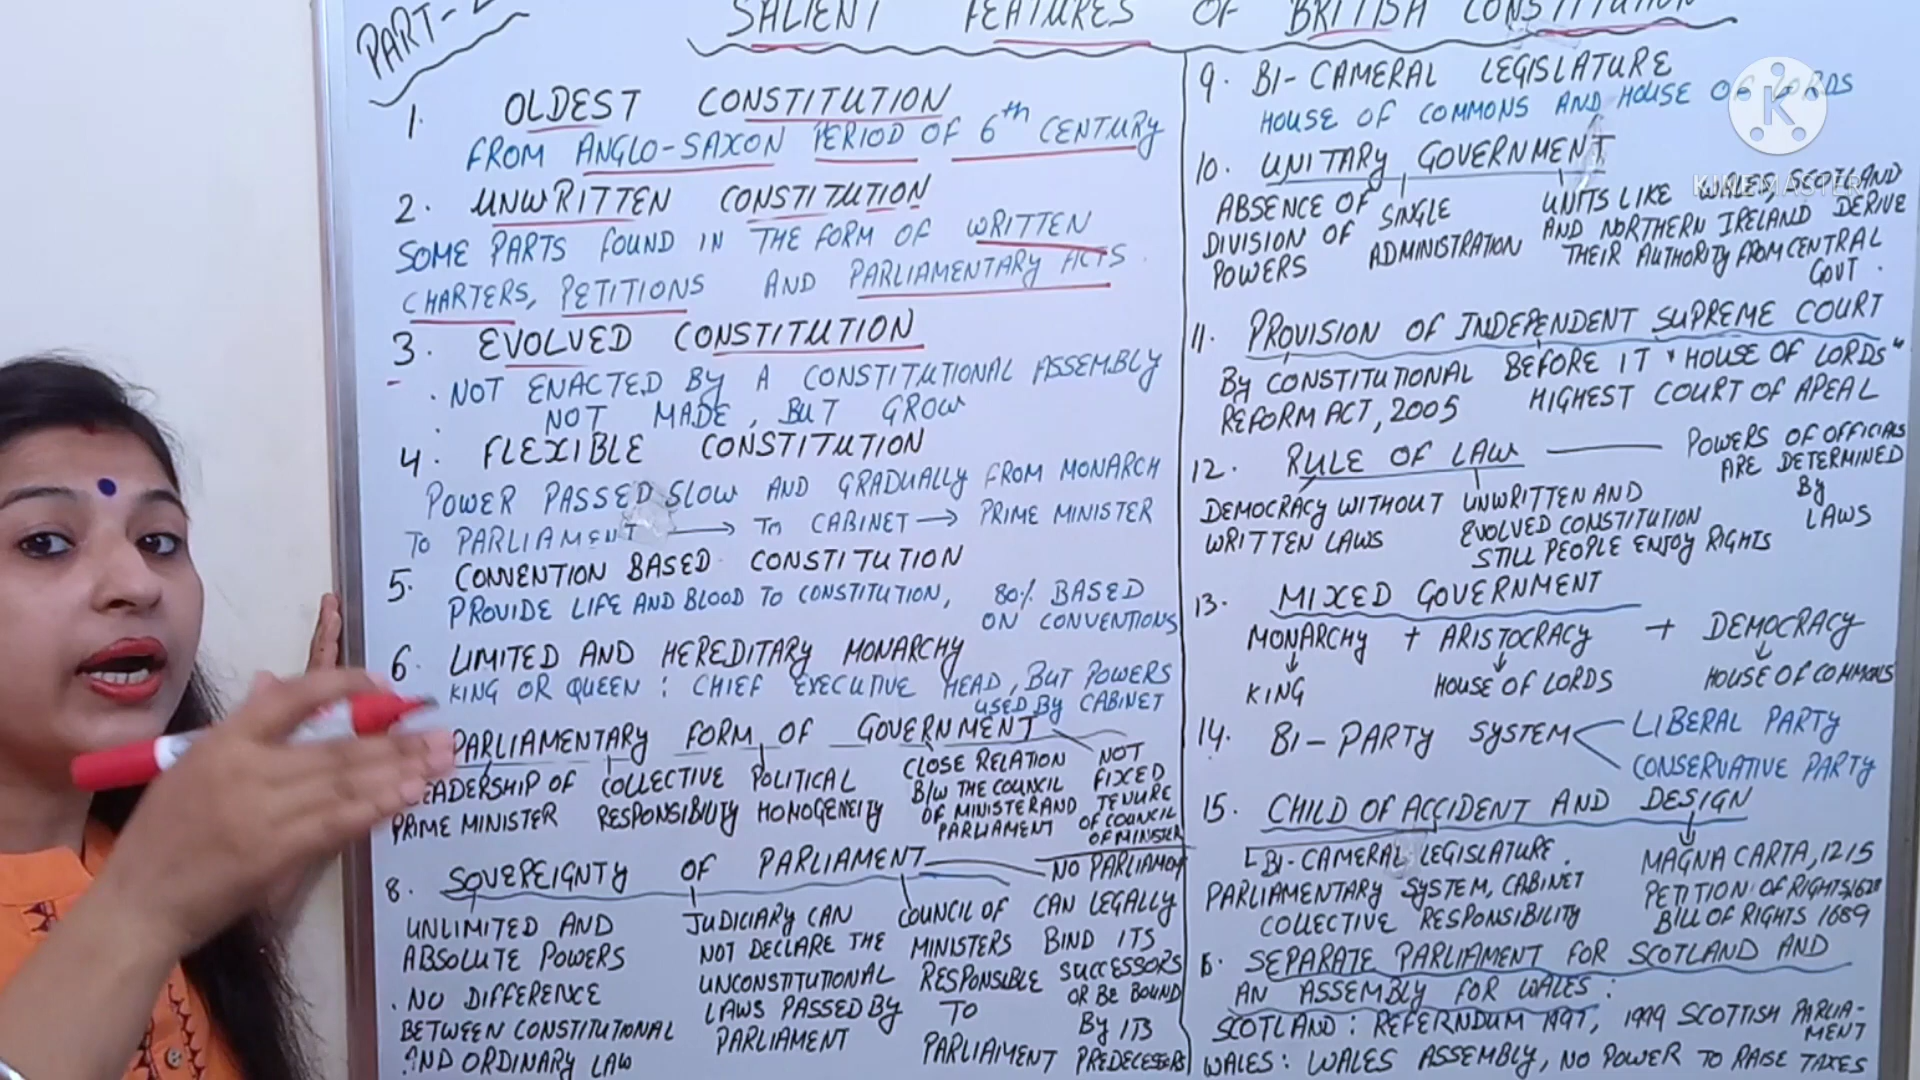 PART-
SALIENT FEATURES OF BRITISH CONSTITUTION
1. OLDEST CONSTITUTION
FROM ANGLO-SAXON PERIOD OF 6th CENTURY
2. UNWRITTEN CONSTITUTION
SOME PARTS FOUND IN THE FORM OF WRITTEN
CHARTERS, PETITIONS AND PARLIAMENTARY ACTS.
3. EVOLVED CONSTITUTION
. NOT ENACTED BY A CONSTITUTIONAL ASSEMBLY
. NOT MADE, BUT GROW
4. FLEXIBLE CONSTITUTION
POWER PASSED SLOW AND GRADUALLY FROM MONARCH
TO PARLIAMENT → TO CABINET → PRIME MINISTER
5. CONVENTION BASED CONSTITUTION
PROVIDE LIFE AND BLOOD TO CONSTITUTION, 80% BASED
ON CONVENTIONS
6. LIMITED AND HEREDITARY MONARCHY
KING OR QUEEN : CHIEF EXECUTIVE HEAD, BUT POWERS
USED BY CABINET
PARLIAMENTARY FORM OF GOVERNMENT
LEADERSHIP OF
PRIME MINISTER
COLLECTIVE
RESPONSIBILITY
POLITICAL
HOMOGENEITY
CLOSE RELATION
B/W THE COUNCIL
OF MINISTER AND
PARLIAMENT
NOT
FIXED
TENURE
OF COUNCIL
OF MINISTER
8. SOVEREIGNTY OF PARLIAMENT
UNLIMITED AND
ABSOLUTE POWERS
. NO DIFFERENCE
BETWEEN CONSTITUTIONAL
AND ORDINARY LAW
JUDICIARY CAN
NOT DECLARE THE
UNCONSTITUTIONAL
LAWS PASSED BY
PARLIAMENT
COUNCIL OF
MINISTERS
RESPONSIBLE
TO
PARLIAMENT
NO PARLIAMENT
CAN LEGALLY
BIND ITS
SUCCESSORS
OR BE BOUND
BY ITS
PREDECESSERS
9. BI-CAMERAL LEGISLATURE
HOUSE OF COMMONS AND HOUSE OF LORDS
K
KINEMASTER
10. UNITARY GOVERNMENT
ABSENCE OF
DIVISION OF
POWERS
SINGLE
ADMINISTRATION
UNITS LIKE WALES, SCOTLAND
AND NORTHERN IRELAND DERIVE
THEIR AUTHORITY FROM CENTRAL
GOVT.
11. PROVISION OF INDEPENDENT SUPREME COURT
BY CONSTITUTIONAL
REFORM ACT, 2005
BEFORE IT "HOUSE OF LORDS"
HIGHEST COURT OF APEAL
12. RULE OF LAW
DEMOCRACY WITHOUT
WRITTEN LAWS
UNWRITTEN AND
EVOLVED CONSTITUTION
STILL PEOPLE ENJOY RIGHTS
POWERS OF OFFICIALS
ARE DETERMINED
BY
LAWS
13. MIXED GOVERNMENT
MONARCHY + ARISTOCRACY + DEMOCRACY
KING HOUSE OF LORDS HOUSE OF COMMONS
14. BI-PARTY SYSTEM
LIBERAL PARTY
CONSERVATIVE PARTY
15. CHILD OF ACCIDENT AND DESIGN
BI-CAMERAL LEGISLATURE.
PARLIAMENTARY SYSTEM, CABINET
COLLECTIVE RESPONSIBILITY
MAGNA CARTA, 1215
PETITION OF RIGHTS, 1628
BILL OF RIGHTS 1689
SEPARATE PARLIAMENT FOR SCOTLAND AND
AN ASSEMBLY FOR WALES :
SCOTLAND : REFERNDUM 1997, 1999 SCOTTISH PARLIA-
MENT
WALES : WALES ASSEMBLY, NO POWER TO RAISE TAXES